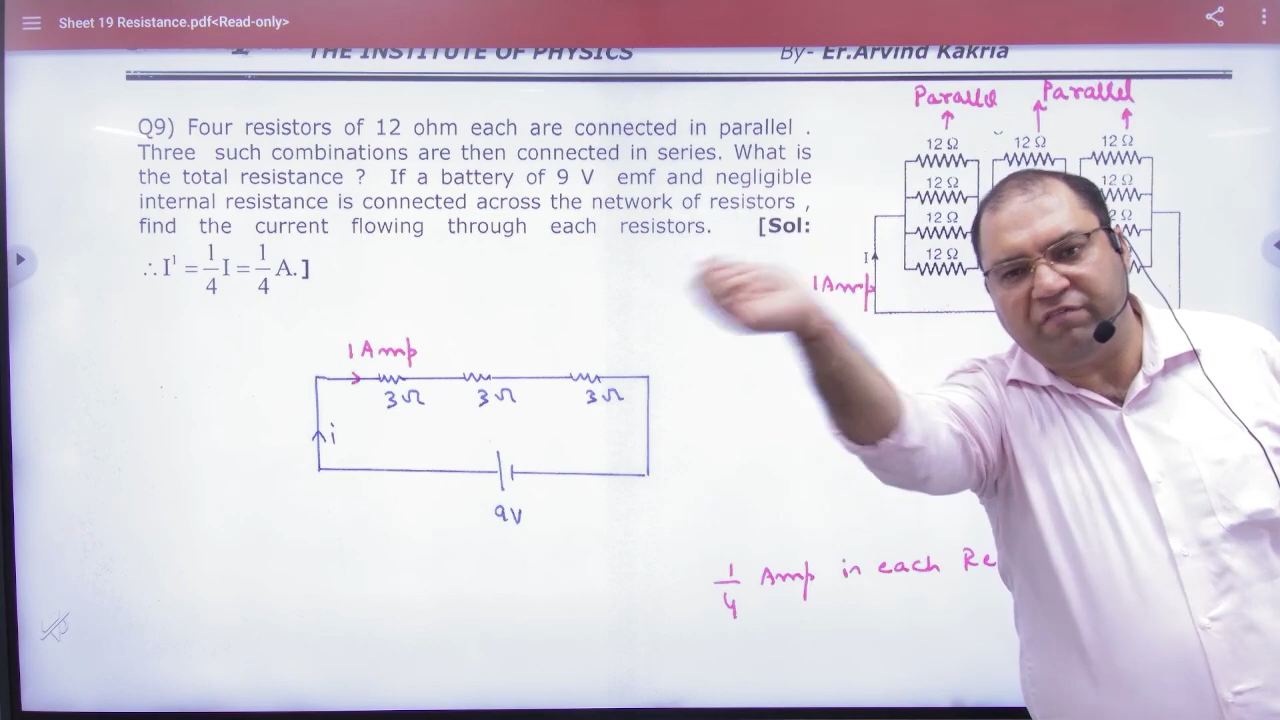 Sheet 19 Resistance.pdf<Read-only>
THE INSTITUTE OF PHYSICS By- Er.Arvind Kakria
Parallel Parallel
Q9) Four resistors of 12 ohm each are connected in parallel .
Three such combinations are then connected in series. What is
the total resistance ? If a battery of 9 V emf and negligible
internal resistance is connected across the network of resistors ,
find the current flowing through each resistors. [Sol:
∴ I¹ = 1/4 I = 1/4 A.]
12 Ω 12 Ω 12 Ω
12 Ω 12 Ω
12 Ω 2 Ω
12 Ω
I
1 Amp
1 Amp
3Ω 3Ω 3Ω
i
9V
1/4 Amp in each Re